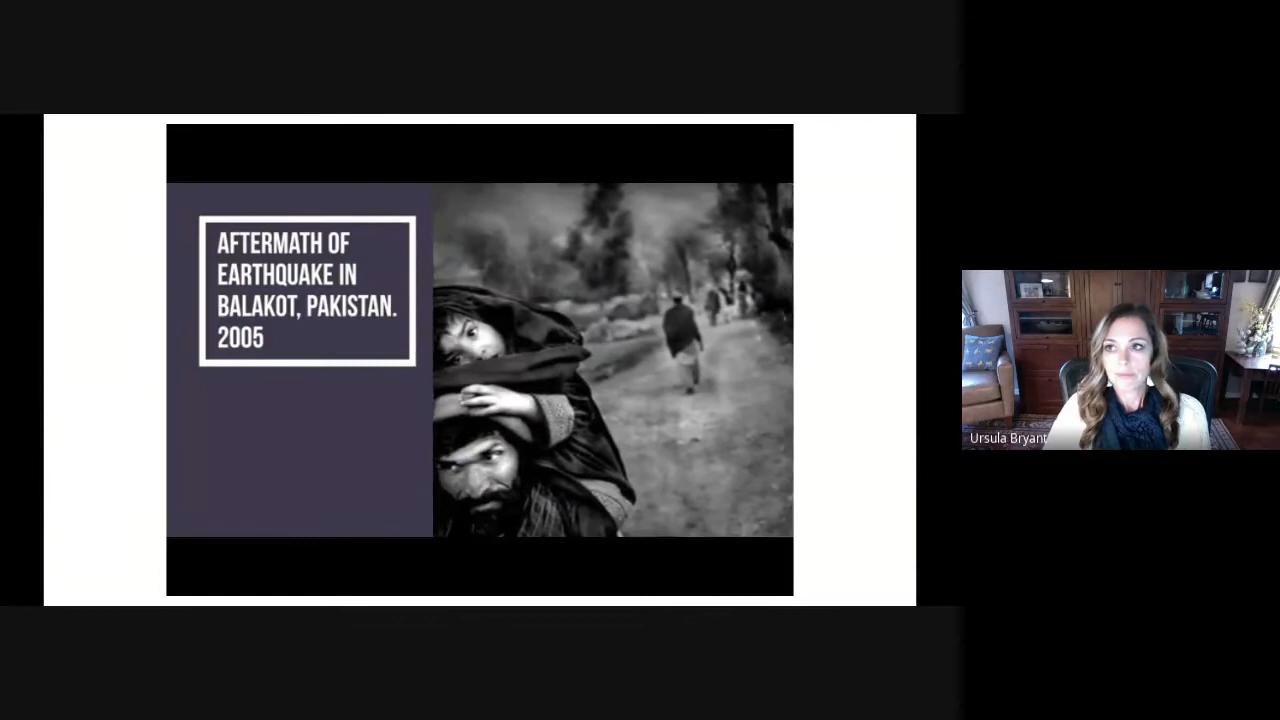 AFTERMATH OF
EARTHQUAKE IN
BALAKOT, PAKISTAN.
2005
Ursula Bryant